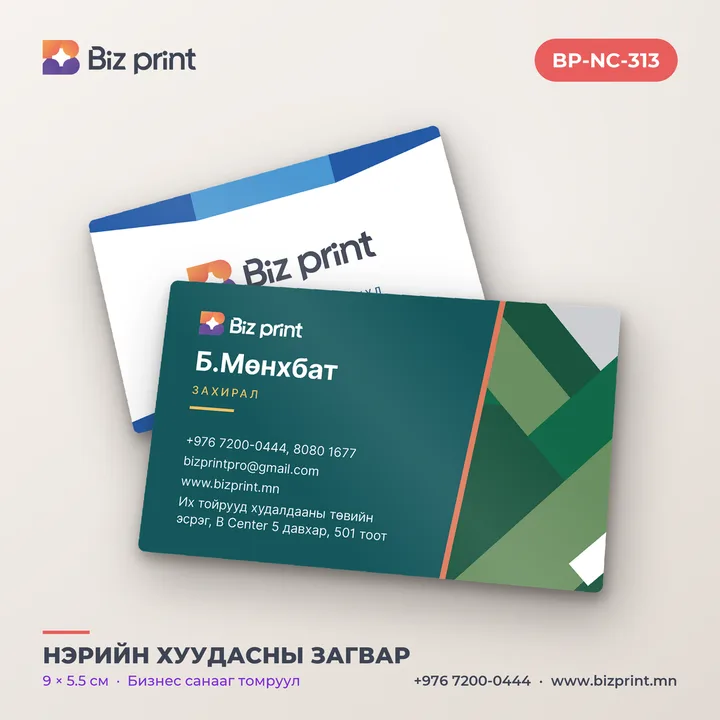 Biz print
BP-NC-313
Biz print
Biz print
Б.Мөнхбат
ЗАХИРАЛ
+976 7200-0444, 8080 1677
bizprintpro@gmail.com
www.bizprint.mn
Их тойрууд худалдааны төвийн
эсрэг, B Center 5 давхар, 501 тоот
НЭРИЙН ХУУДАСНЫ ЗАГВАР
9 × 5.5 см · Бизнес санааг томруул
+976 7200-0444 · www.bizprint.mn